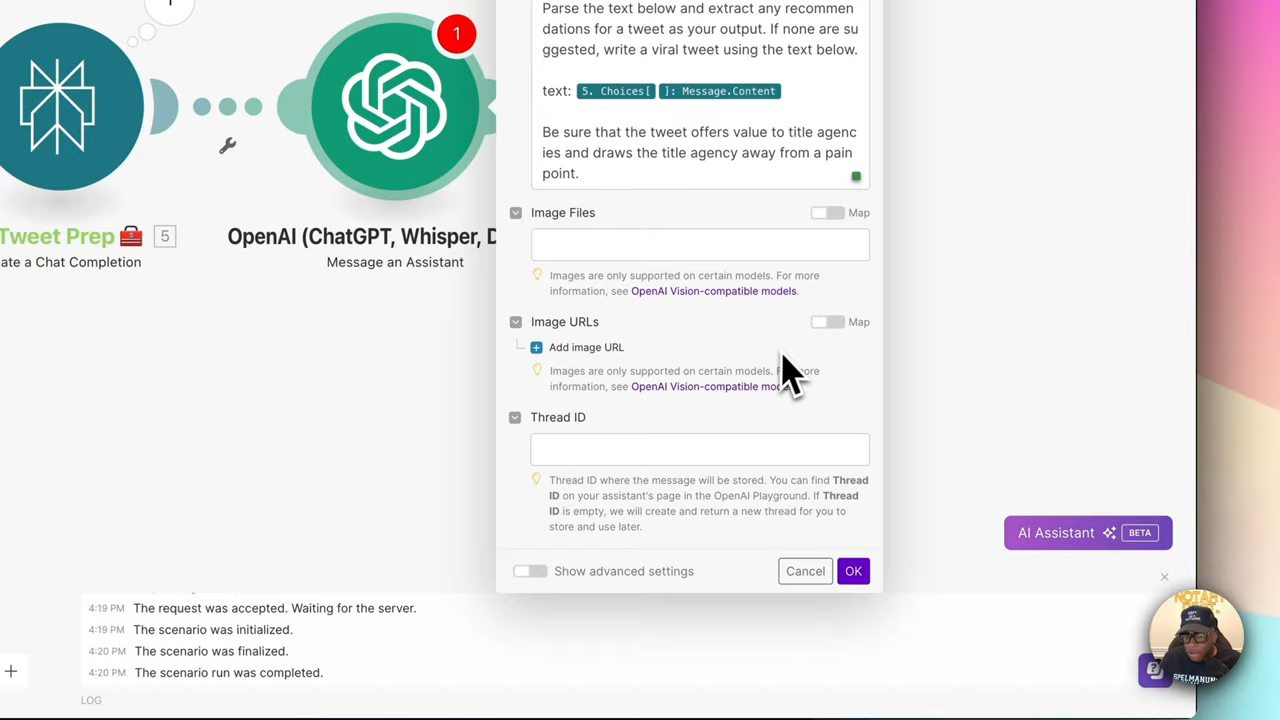 Parse the text below and extract any recommen
dations for a tweet as your output. If none are su
ggested, write a viral tweet using the text below.
text: 5. Choices[ ]: Message.Content
Be sure that the tweet offers value to title agenc
ies and draws the title agency away from a pain
point.
1
Tweet Prep 5
ate a Chat Completion
OpenAI (ChatGPT, Whisper, D
Message an Assistant
Image Files
Map
Images are only supported on certain models. For more
information, see OpenAI Vision-compatible models.
Image URLs
Map
Add image URL
Images are only supported on certain models. For more
information, see OpenAI Vision-compatible mod
Thread ID
Thread ID where the message will be stored. You can find Thread
ID on your assistant's page in the OpenAI Playground. If Thread
ID is empty, we will create and return a new thread for you to
store and use later.
Show advanced settings
Cancel
OK
AI Assistant BETA
4:19 PM The request was accepted. Waiting for the server.
4:19 PM The scenario was initialized.
4:20 PM The scenario was finalized.
4:20 PM The scenario run was completed.
LOG
SPELMANUN